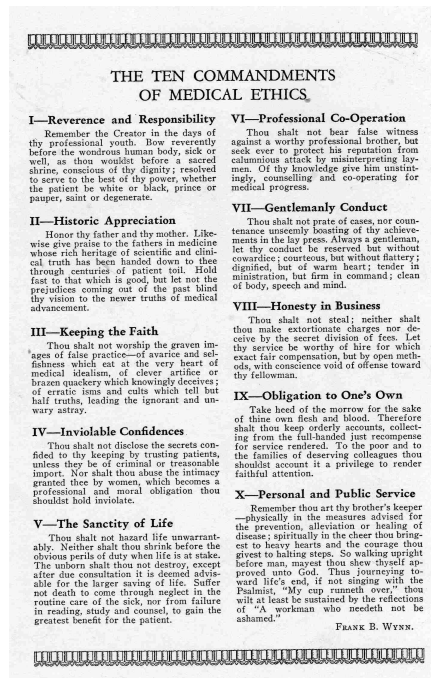 THE TEN COMMANDMENTS
OF MEDICAL ETHICS
I—Reverence and Responsibility
Remember the Creator in the days of
thy professional youth. Bow reverently
before the wondrous human body, sick or
well, as thou wouldst before a sacred
shrine, conscious of thy dignity; resolved
to serve to the best of thy power, whether
the patient be white or black, prince or
pauper, saint or degenerate.
II—Historic Appreciation
Honor thy father and thy mother. Like-
wise give praise to the fathers in medicine
whose rich heritage of scientific and clini-
cal truth has been handed down to thee
through centuries of patient toil. Hold
fast to that which is good, but let not the
prejudices coming out of the past blind
thy vision to the newer truths of medical
advancement.
III—Keeping the Faith
Thou shalt not worship the graven im-
ages of false practice—of avarice and sel-
fishness which eat at the very heart of
medical idealism, of clever artifice or
brazen quackery which knowingly deceives;
of erratic isms and cults which tell but
half truths, leading the ignorant and un-
wary astray.
IV—Inviolable Confidences
Thou shalt not disclose the secrets con-
fided to thy keeping by trusting patients,
unless they be of criminal or treasonable
import. Nor shalt thou abuse the intimacy
granted thee by women, which becomes a
professional and moral obligation thou
shouldst hold inviolate.
V—The Sanctity of Life
Thou shalt not hazard life unwarrant-
ably. Neither shalt thou shrink before the
obvious perils of duty when life is at stake.
The unborn shalt thou not destroy, except
after due consultation it is deemed advis-
able for the larger saving of life. Suffer
not death to come through neglect in the
routine care of the sick, nor from failure
in reading, study and counsel, to gain the
greatest benefit for the patient.
VI—Professional Co-Operation
Thou shalt not bear false witness
against a worthy professional brother, but
seek ever to protect his reputation from
calumnious attack by misinterpreting lay-
men. Of thy knowledge give him unstint-
ingly, counselling and co-operating for
medical progress.
VII—Gentlemanly Conduct
Thou shalt not prate of cases, nor coun-
tenance unseemly boasting of thy achieve-
ments in the lay press. Always a gentleman,
let thy conduct be reserved but without
cowardice; courteous, but without flattery;
dignified, but of warm heart; tender in
ministration, but firm in command; clean
of body, speech and mind.
VIII—Honesty in Business
Thou shalt not steal; neither shalt
thou make extortionate charges nor de-
ceive by the secret division of fees. Let
thy service be worthy of hire for which
exact fair compensation, but by open meth-
ods, with conscience void of offense toward
thy fellowman.
IX—Obligation to One's Own
Take heed of the morrow for the sake
of thine own flesh and blood. Therefore
shalt thou keep orderly accounts, collect-
ing from the full-handed just recompense
for service rendered. To the poor and to
the families of deserving colleagues thou
shouldst account it a privilege to render
faithful attention.
X—Personal and Public Service
Remember thou art thy brother's keeper
—physically in the measures advised for
the prevention, alleviation or healing of
disease; spiritually in the cheer thou bring-
est to heavy hearts and the courage thou
givest to halting steps. So walking upright
before man, mayest thou shew thyself ap-
proved unto God. Thus journeying to-
ward life's end, if not singing with the
Psalmist, "My cup runneth over," thou
wilt at least be sustained by the reflections
of "A workman who needeth not be
ashamed."
FRANK B. WYNN.